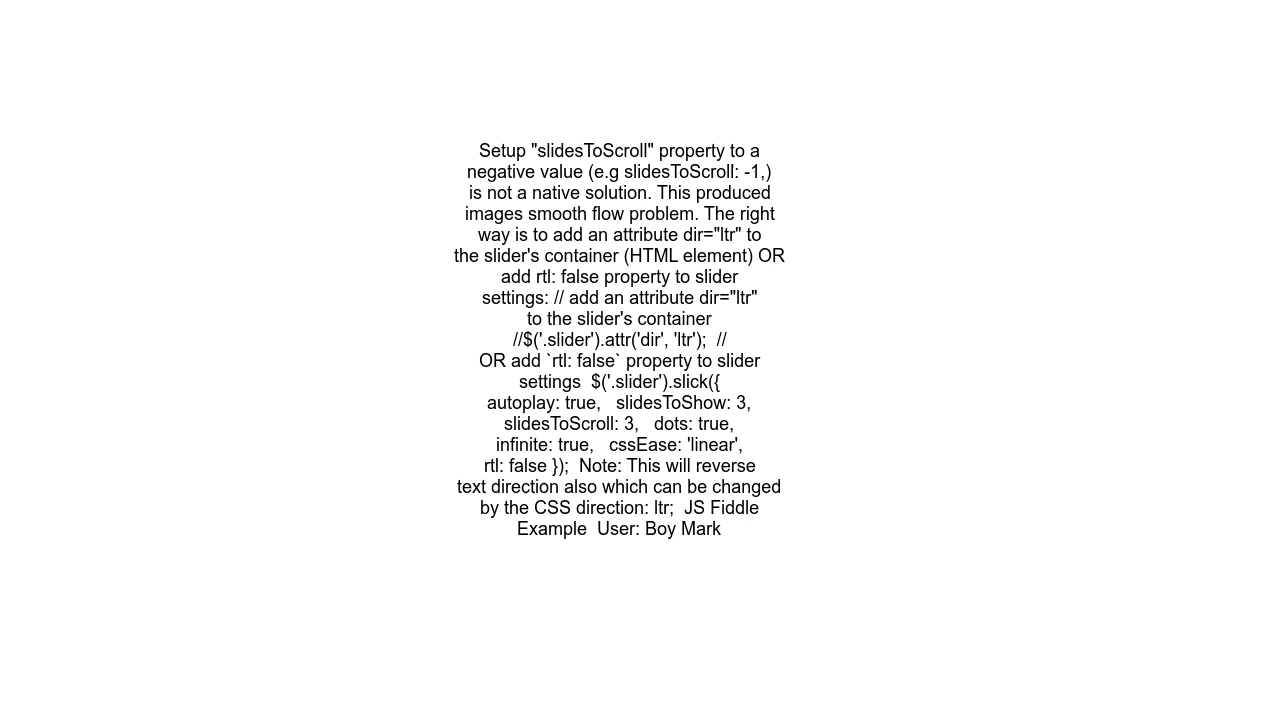 Setup "slidesToScroll" property to a
negative value (e.g slidesToScroll: -1,)
is not a native solution. This produced
images smooth flow problem. The right
way is to add an attribute dir="ltr" to
the slider's container (HTML element) OR
add rtl: false property to slider
settings: // add an attribute dir="ltr"
to the slider's container
//$('.slider').attr('dir', 'ltr');  //
OR add `rtl: false` property to slider
settings  $('.slider').slick({
autoplay: true,   slidesToShow: 3,
slidesToScroll: 3,   dots: true,
infinite: true,   cssEase: 'linear',
rtl: false });  Note: This will reverse
text direction also which can be changed
by the CSS direction: ltr;  JS Fiddle
Example  User: Boy Mark